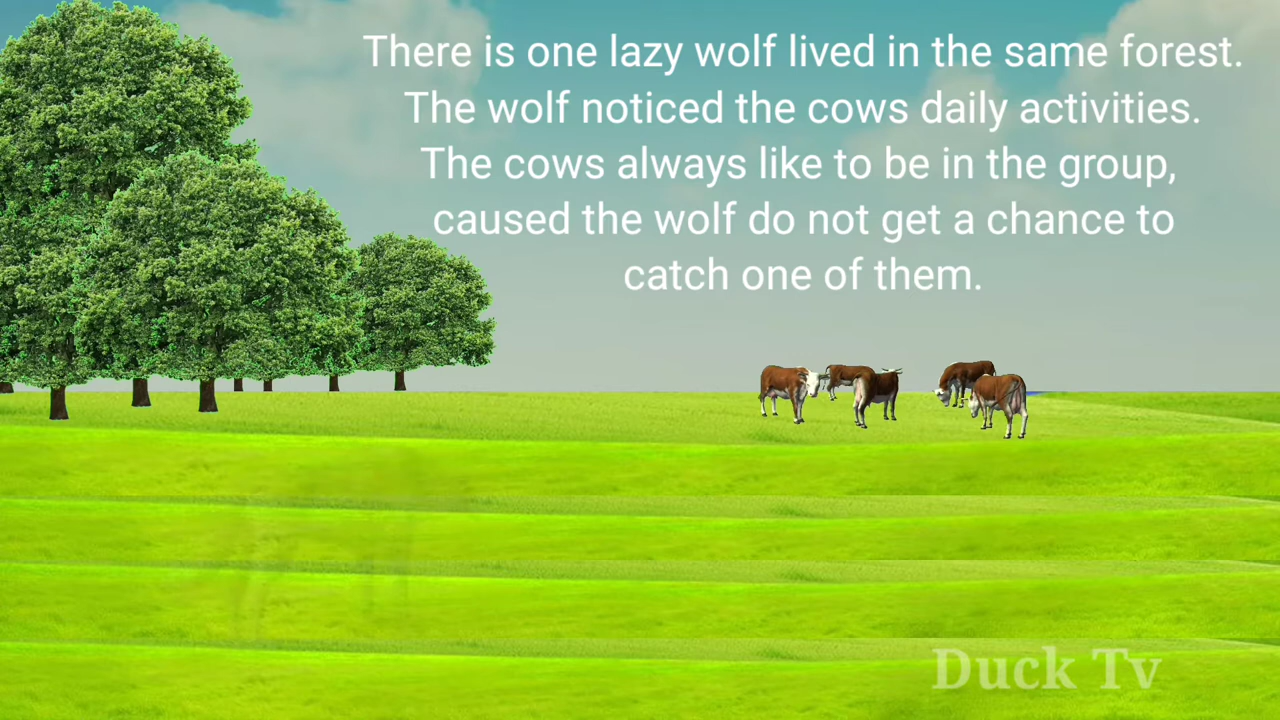 There is one lazy wolf lived in the same forest.
The wolf noticed the cows daily activities.
The cows always like to be in the group,
caused the wolf do not get a chance to
catch one of them.
Duck Tv